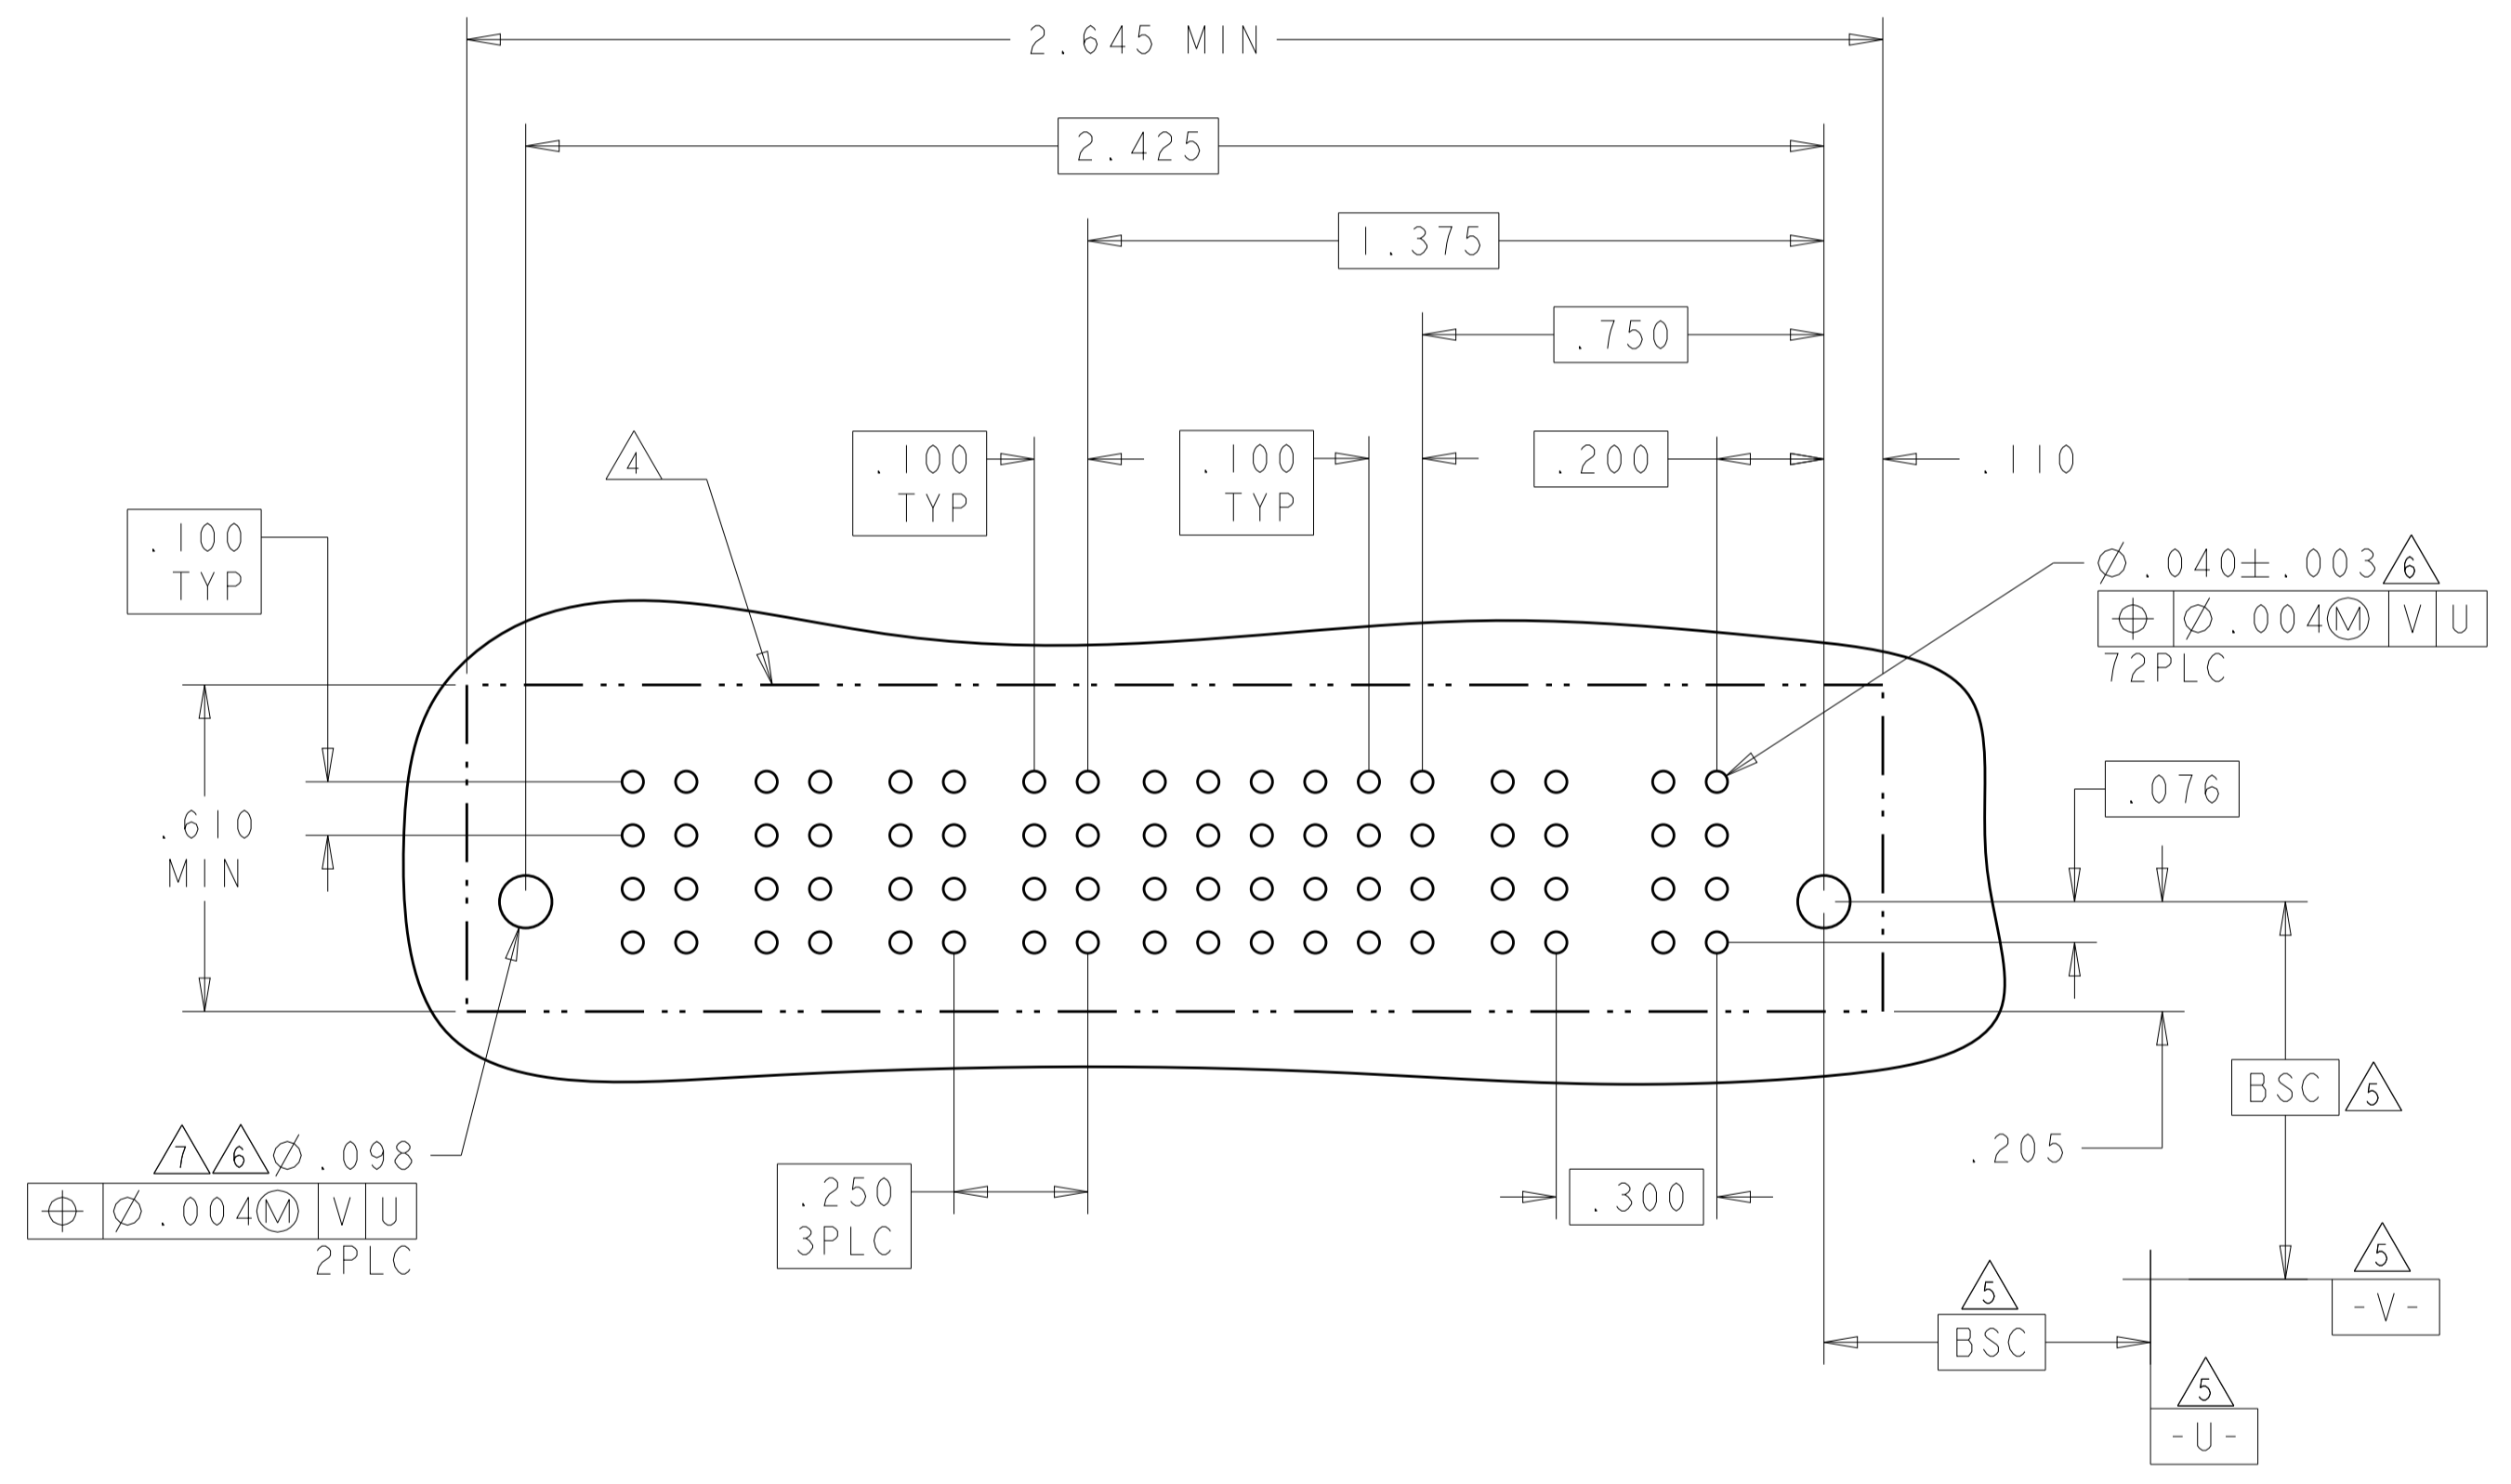 2.645 MIN
2.425
1.375
.750
.100
TYP
.100
TYP
.200
.110
4
.100
TYP
⌀.040±.003 6
⌖ ⌀.004Ⓜ V U
72PLC
.076
.610
MIN
BSC 5
7 6 ⌀.098
⌖ ⌀.004Ⓜ V U
2PLC
.205
.250
3PLC
.300
5
-V-
5
BSC
5
-U-